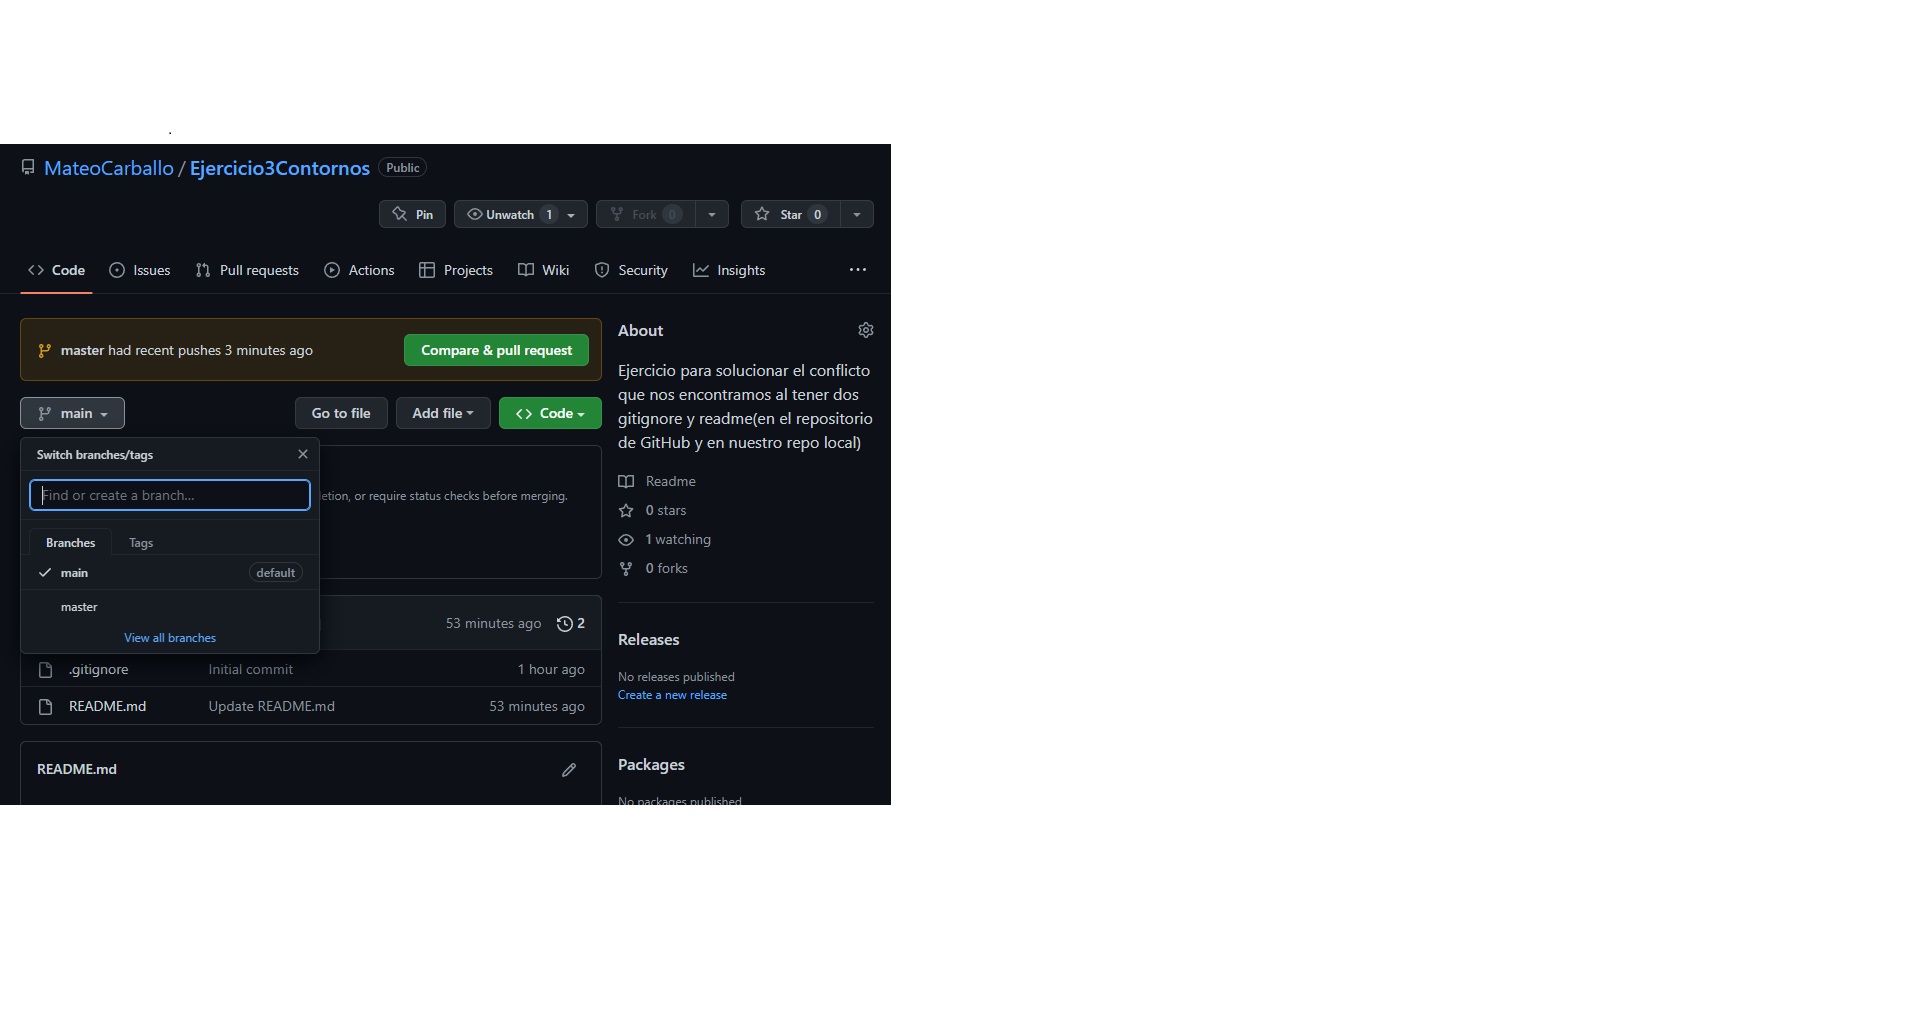 .
MateoCarballo / Ejercicio3Contornos Public
Pin Unwatch 1 Fork 0 Star 0
Code Issues Pull requests Actions Projects Wiki Security Insights ...
master had recent pushes 3 minutes ago Compare & pull request
main Go to file Add file Code
Switch branches/tags
Find or create a branch...
etion, or require status checks before merging.
Branches Tags
main default
master
View all branches
53 minutes ago 2
.gitignore Initial commit 1 hour ago
README.md Update README.md 53 minutes ago
README.md
About
Ejercicio para solucionar el conflicto
que nos encontramos al tener dos
gitignore y readme(en el repositorio
de GitHub y en nuestro repo local)
Readme
0 stars
1 watching
0 forks
Releases
No releases published
Create a new release
Packages
No packages published